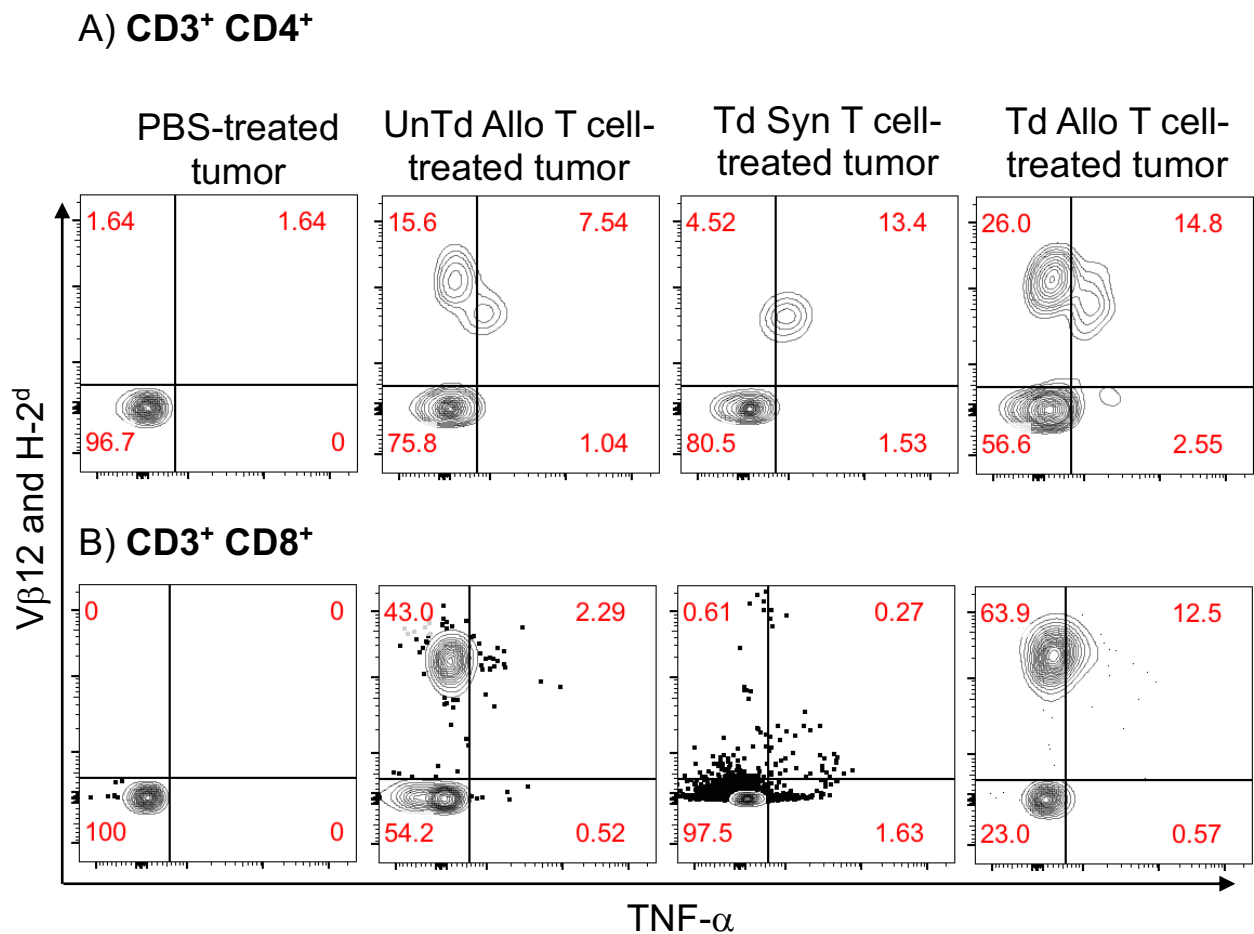 A) CD3⁺ CD4⁺
PBS-treated
tumor
UnTd Allo T cell-
treated tumor
Td Syn T cell-
treated tumor
Td Allo T cell-
treated tumor
1.64 1.64
96.7 0
15.6 7.54
75.8 1.04
4.52 13.4
80.5 1.53
26.0 14.8
56.6 2.55
Vβ12 and H-2ᵈ
B) CD3⁺ CD8⁺
0 0
100 0
43.0 2.29
54.2 0.52
0.61 0.27
97.5 1.63
63.9 12.5
23.0 0.57
TNF-α